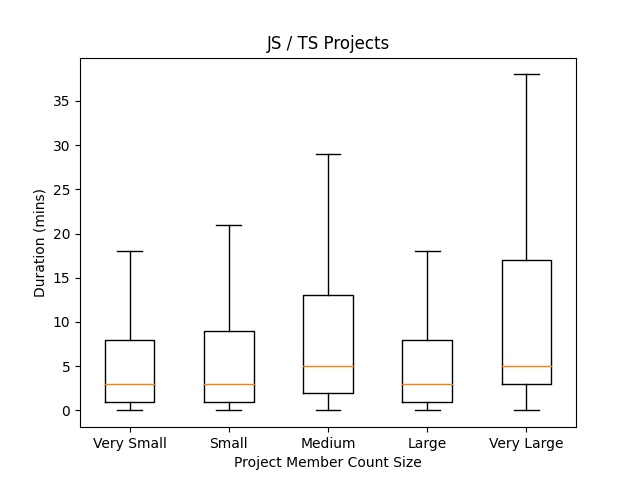 JS / TS Projects
Duration (mins)
35
30
25
20
15
10
5
0
Very Small Small Medium Large Very Large
Project Member Count Size